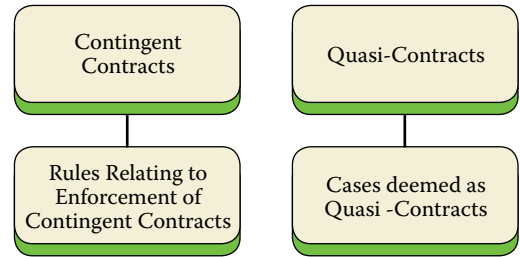 Contingent
Contracts
Quasi-Contracts
Rules Relating to
Enforcement of
Contingent Contracts
Cases deemed as
Quasi -Contracts